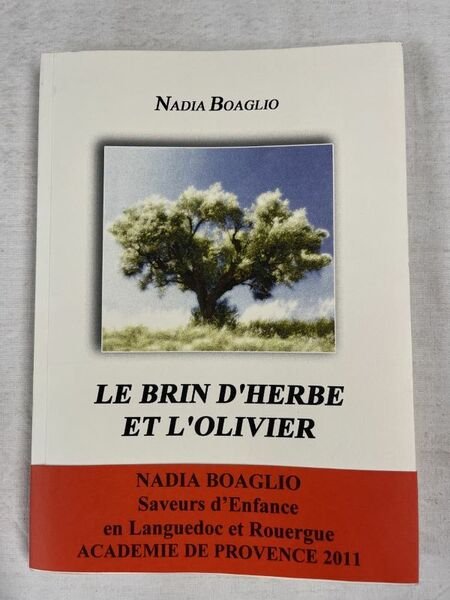 NADIA BOAGLIO
LE BRIN D'HERBE
ET L'OLIVIER
NADIA BOAGLIO
Saveurs d'Enfance
en Languedoc et Rouergue
ACADEMIE DE PROVENCE 2011